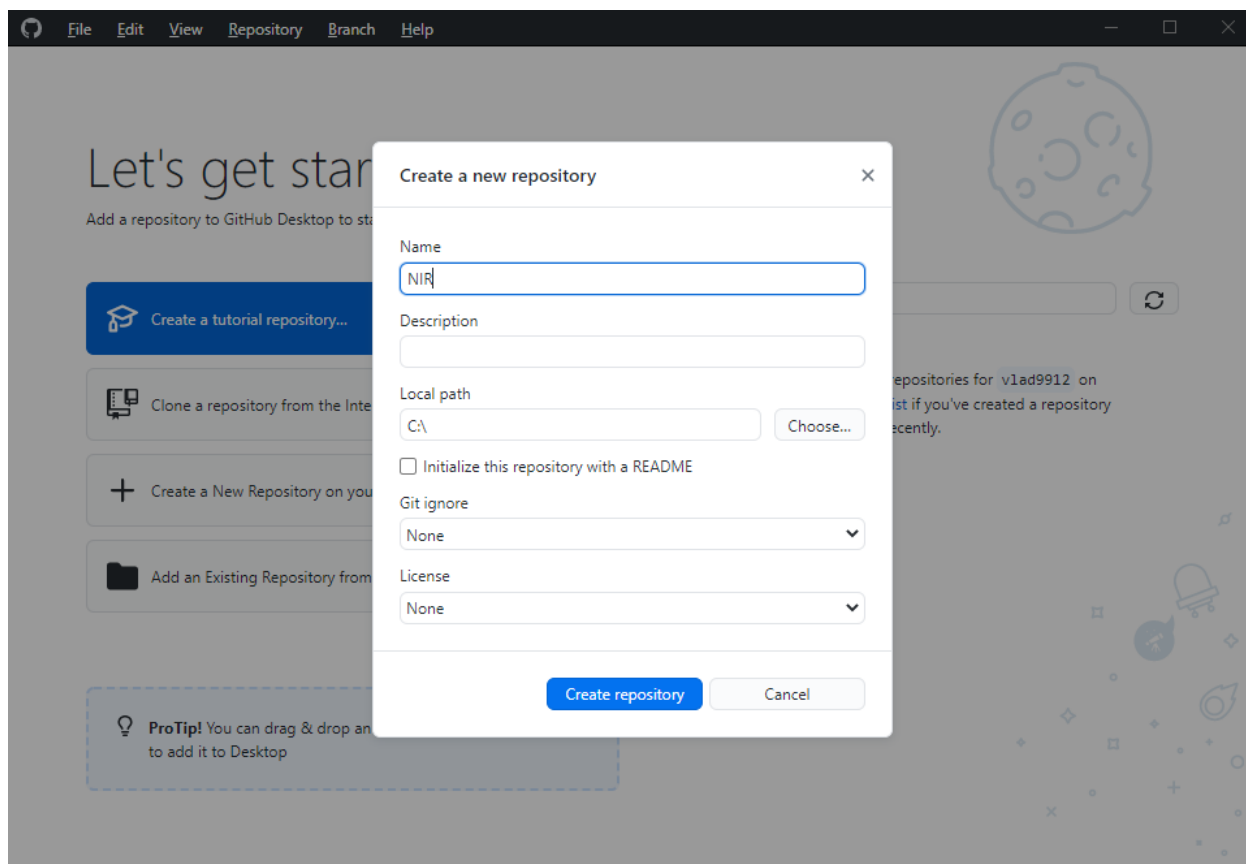 File Edit View Repository Branch Help
Let's get star
Add a repository to GitHub Desktop to sta
Create a tutorial repository...
Clone a repository from the Inte
Create a New Repository on you
Add an Existing Repository from
ProTip! You can drag & drop an
to add it to Desktop
Create a new repository
Name
NIR
Description
Local path
C:\
Choose...
Initialize this repository with a README
Git ignore
None
License
None
Create repository
Cancel
repositories for v1ad9912 on
ist if you've created a repository
ecently.